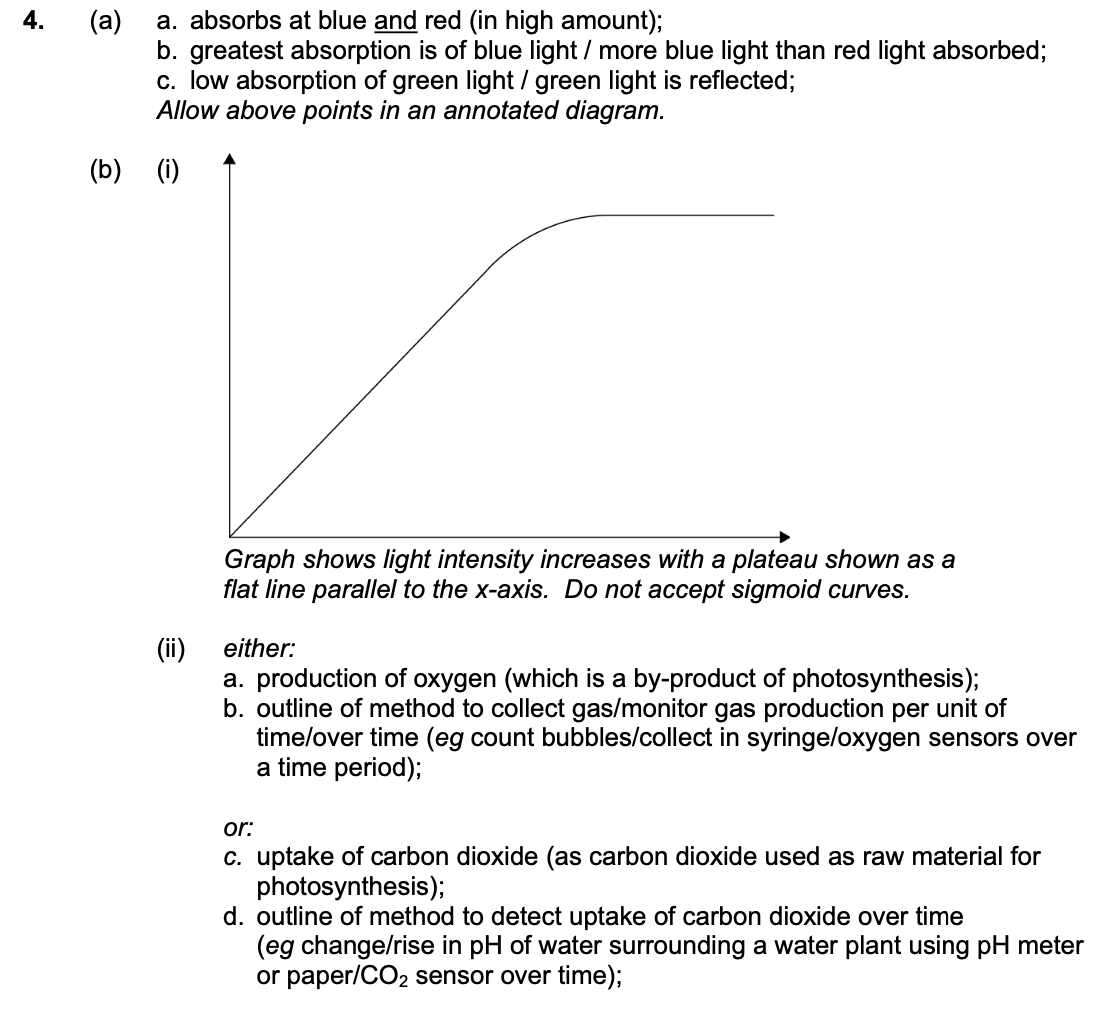 4. (a) a. absorbs at blue and red (in high amount);
b. greatest absorption is of blue light / more blue light than red light absorbed;
c. low absorption of green light / green light is reflected;
Allow above points in an annotated diagram.
(b) (i)
Graph shows light intensity increases with a plateau shown as a
flat line parallel to the x-axis. Do not accept sigmoid curves.
(ii) either:
a. production of oxygen (which is a by-product of photosynthesis);
b. outline of method to collect gas/monitor gas production per unit of
time/over time (eg count bubbles/collect in syringe/oxygen sensors over
a time period);
or:
c. uptake of carbon dioxide (as carbon dioxide used as raw material for
photosynthesis);
d. outline of method to detect uptake of carbon dioxide over time
(eg change/rise in pH of water surrounding a water plant using pH meter
or paper/CO₂ sensor over time);